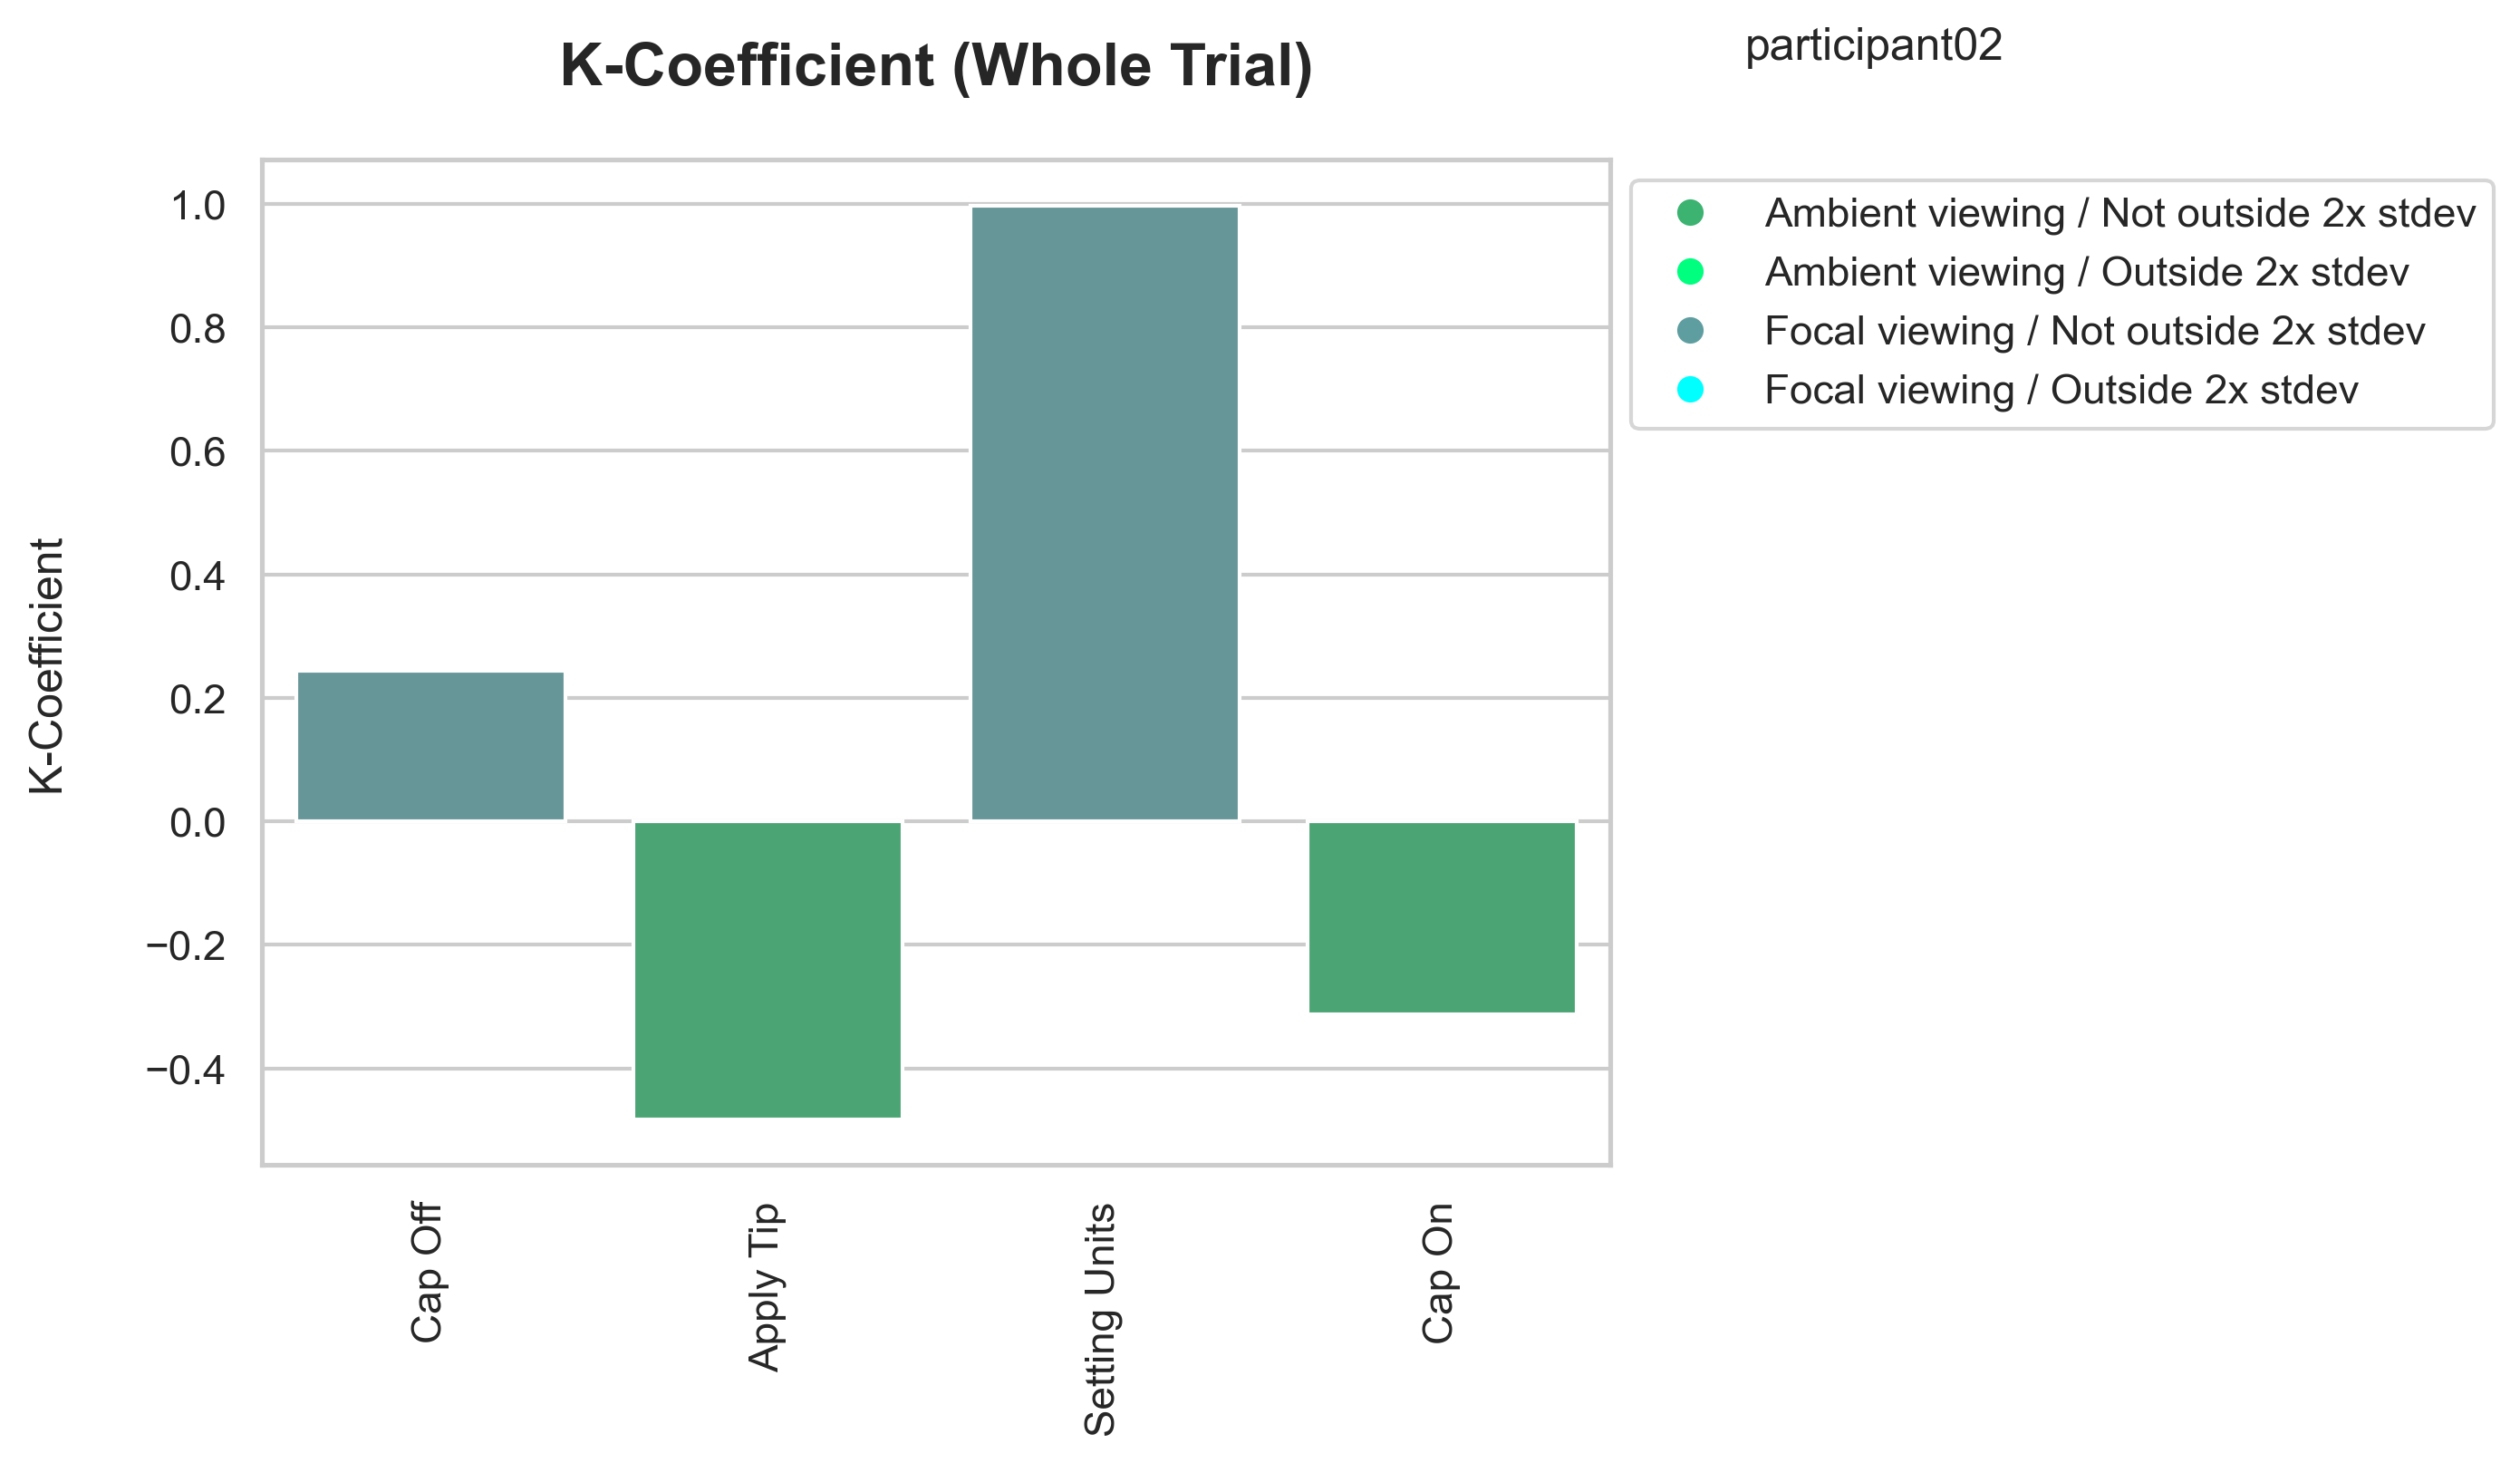 K-Coefficient (Whole Trial)
participant02
Ambient viewing / Not outside 2x stdev
Ambient viewing / Outside 2x stdev
Focal viewing / Not outside 2x stdev
Focal viewing / Outside 2x stdev
K-Coefficient
1.0
0.8
0.6
0.4
0.2
0.0
−0.2
−0.4
Cap Off
Apply Tip
Setting Units
Cap On